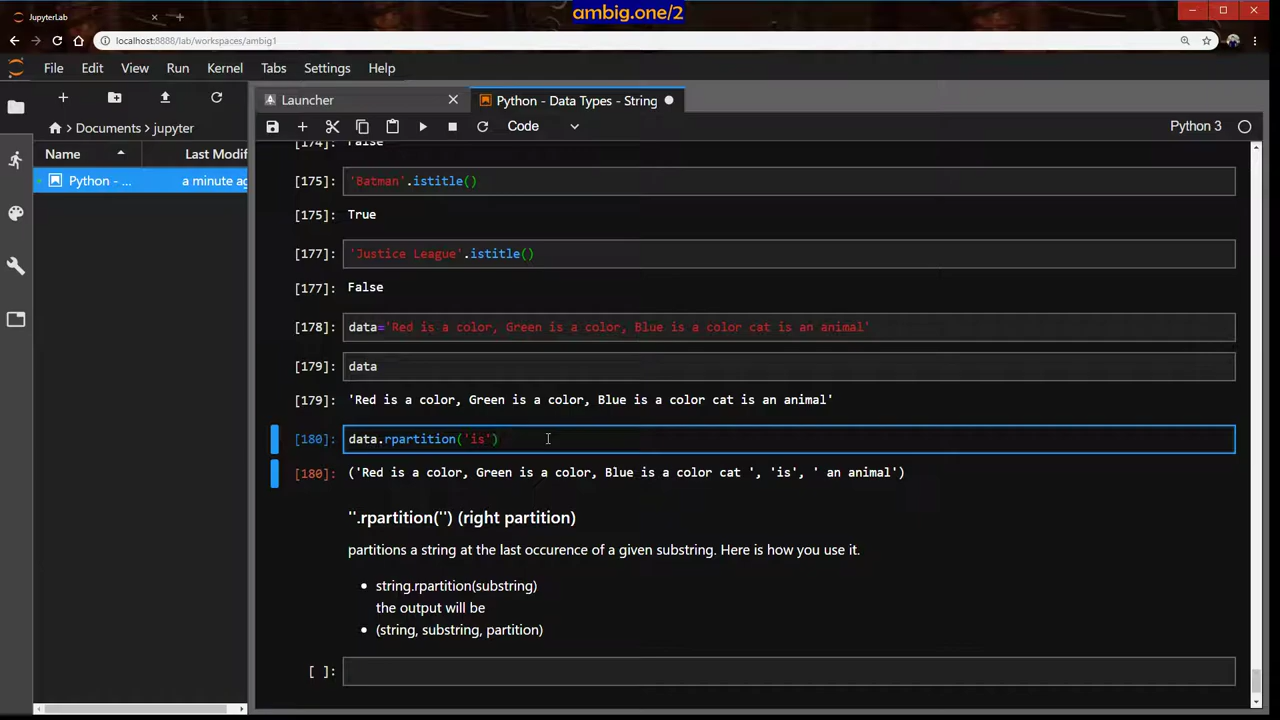 ambig.one/2
JupyterLab
localhost:8888/lab/workspaces/ambig1
File Edit View Run Kernel Tabs Settings Help
Launcher
Python - Data Types - String
Code
Python 3
Documents > jupyter
Name Last Modif
Python - ... a minute ag
[174]: False
[175]: 'Batman'.istitle()
[175]: True
[177]: 'Justice League'.istitle()
[177]: False
[178]: data='Red is a color, Green is a color, Blue is a color cat is an animal'
[179]: data
[179]: 'Red is a color, Green is a color, Blue is a color cat is an animal'
[180]: data.rpartition('is')
[180]: ('Red is a color, Green is a color, Blue is a color cat ', 'is', ' an animal')
''.rpartition('') (right partition)
partitions a string at the last occurence of a given substring. Here is how you use it.
• string.rpartition(substring)
the output will be
• (string, substring, partition)
[ ]: